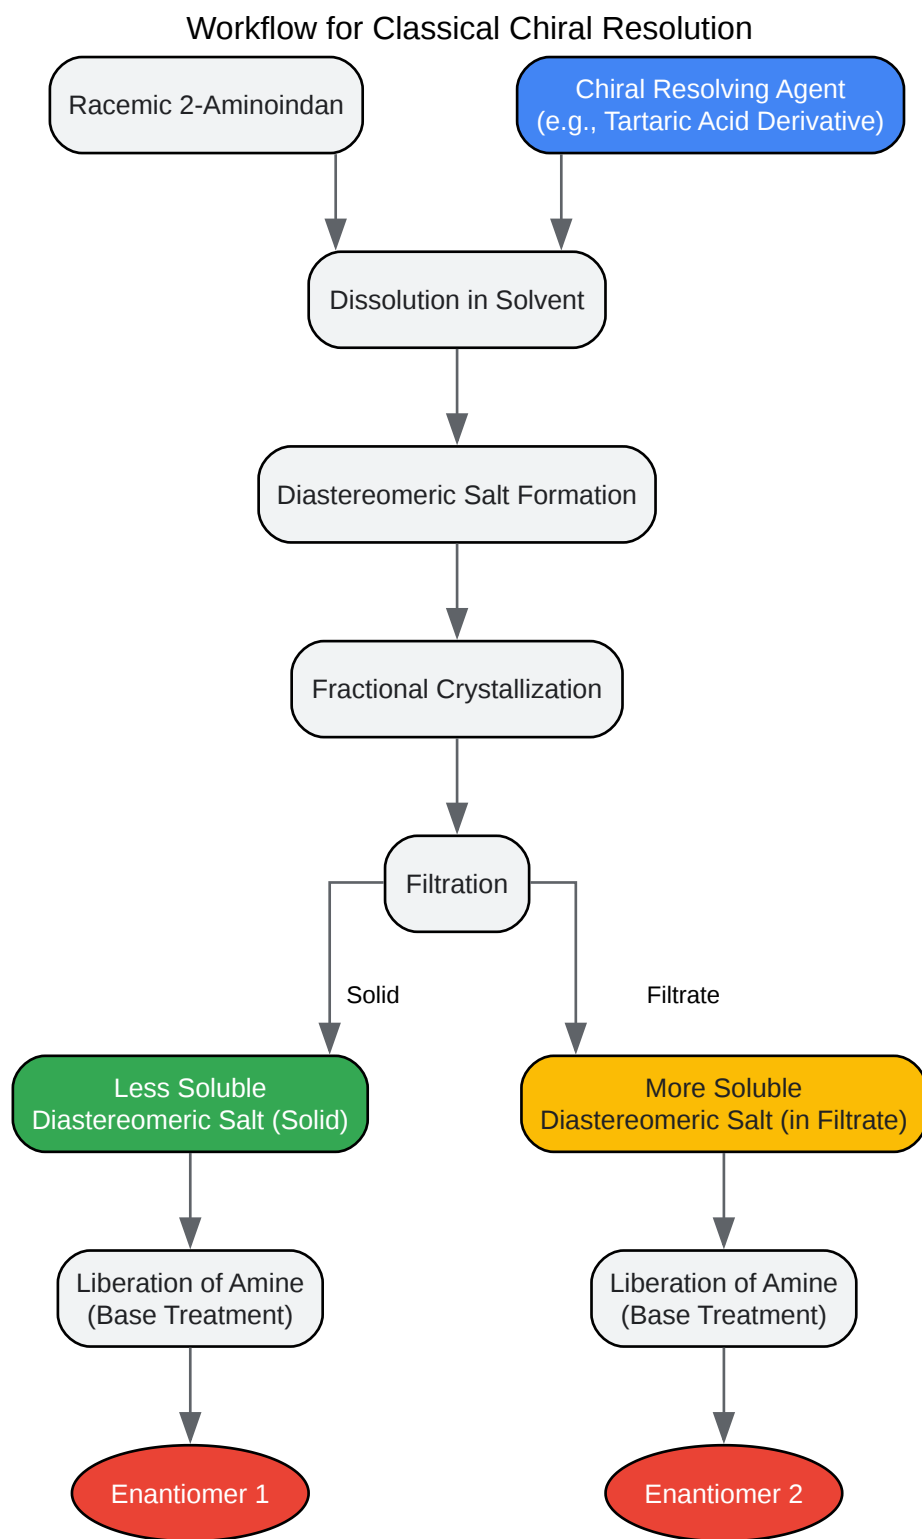 Workflow for Classical Chiral Resolution
Racemic 2-Aminoindan
Chiral Resolving Agent
(e.g., Tartaric Acid Derivative)
Dissolution in Solvent
Diastereomeric Salt Formation
Fractional Crystallization
Filtration
Solid
Filtrate
Less Soluble
Diastereomeric Salt (Solid)
More Soluble
Diastereomeric Salt (in Filtrate)
Liberation of Amine
(Base Treatment)
Liberation of Amine
(Base Treatment)
Enantiomer 1
Enantiomer 2